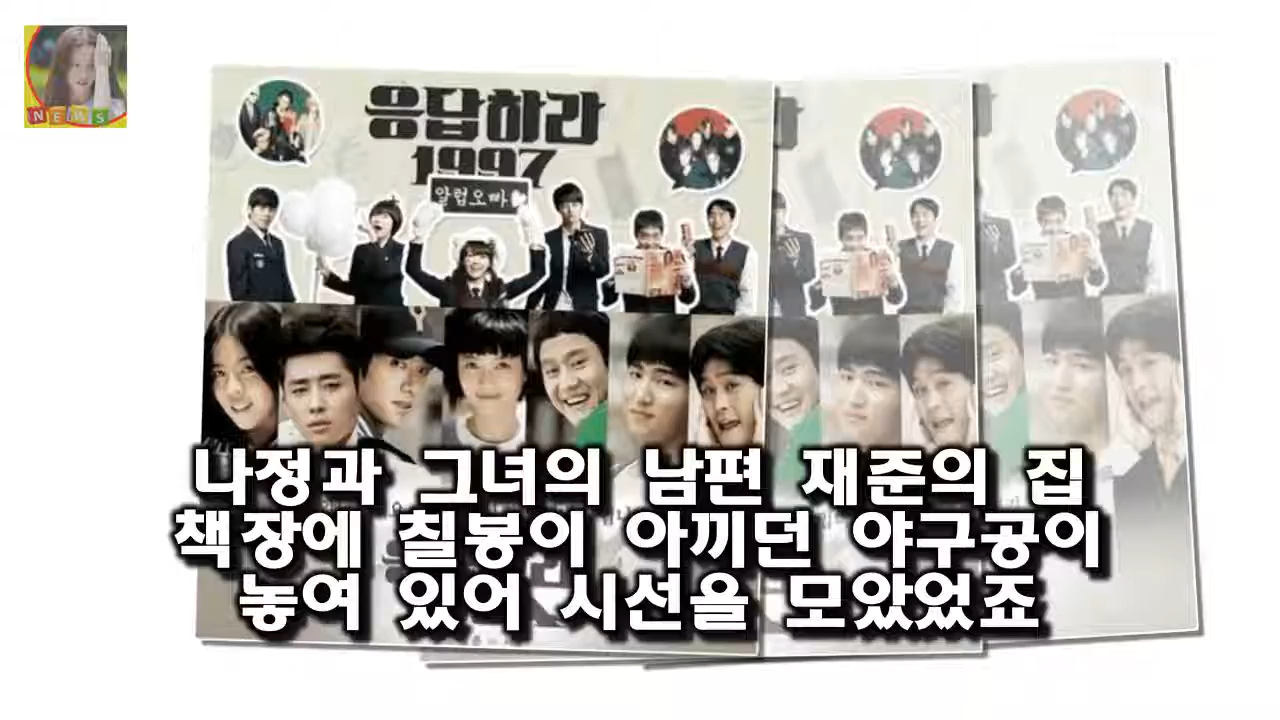 NEWS
응답하라
1997
알럽오빠
나정과 그녀의 남편 재준의 집
책장에 칠봉이 아끼던 야구공이
놓여 있어 시선을 모았었죠